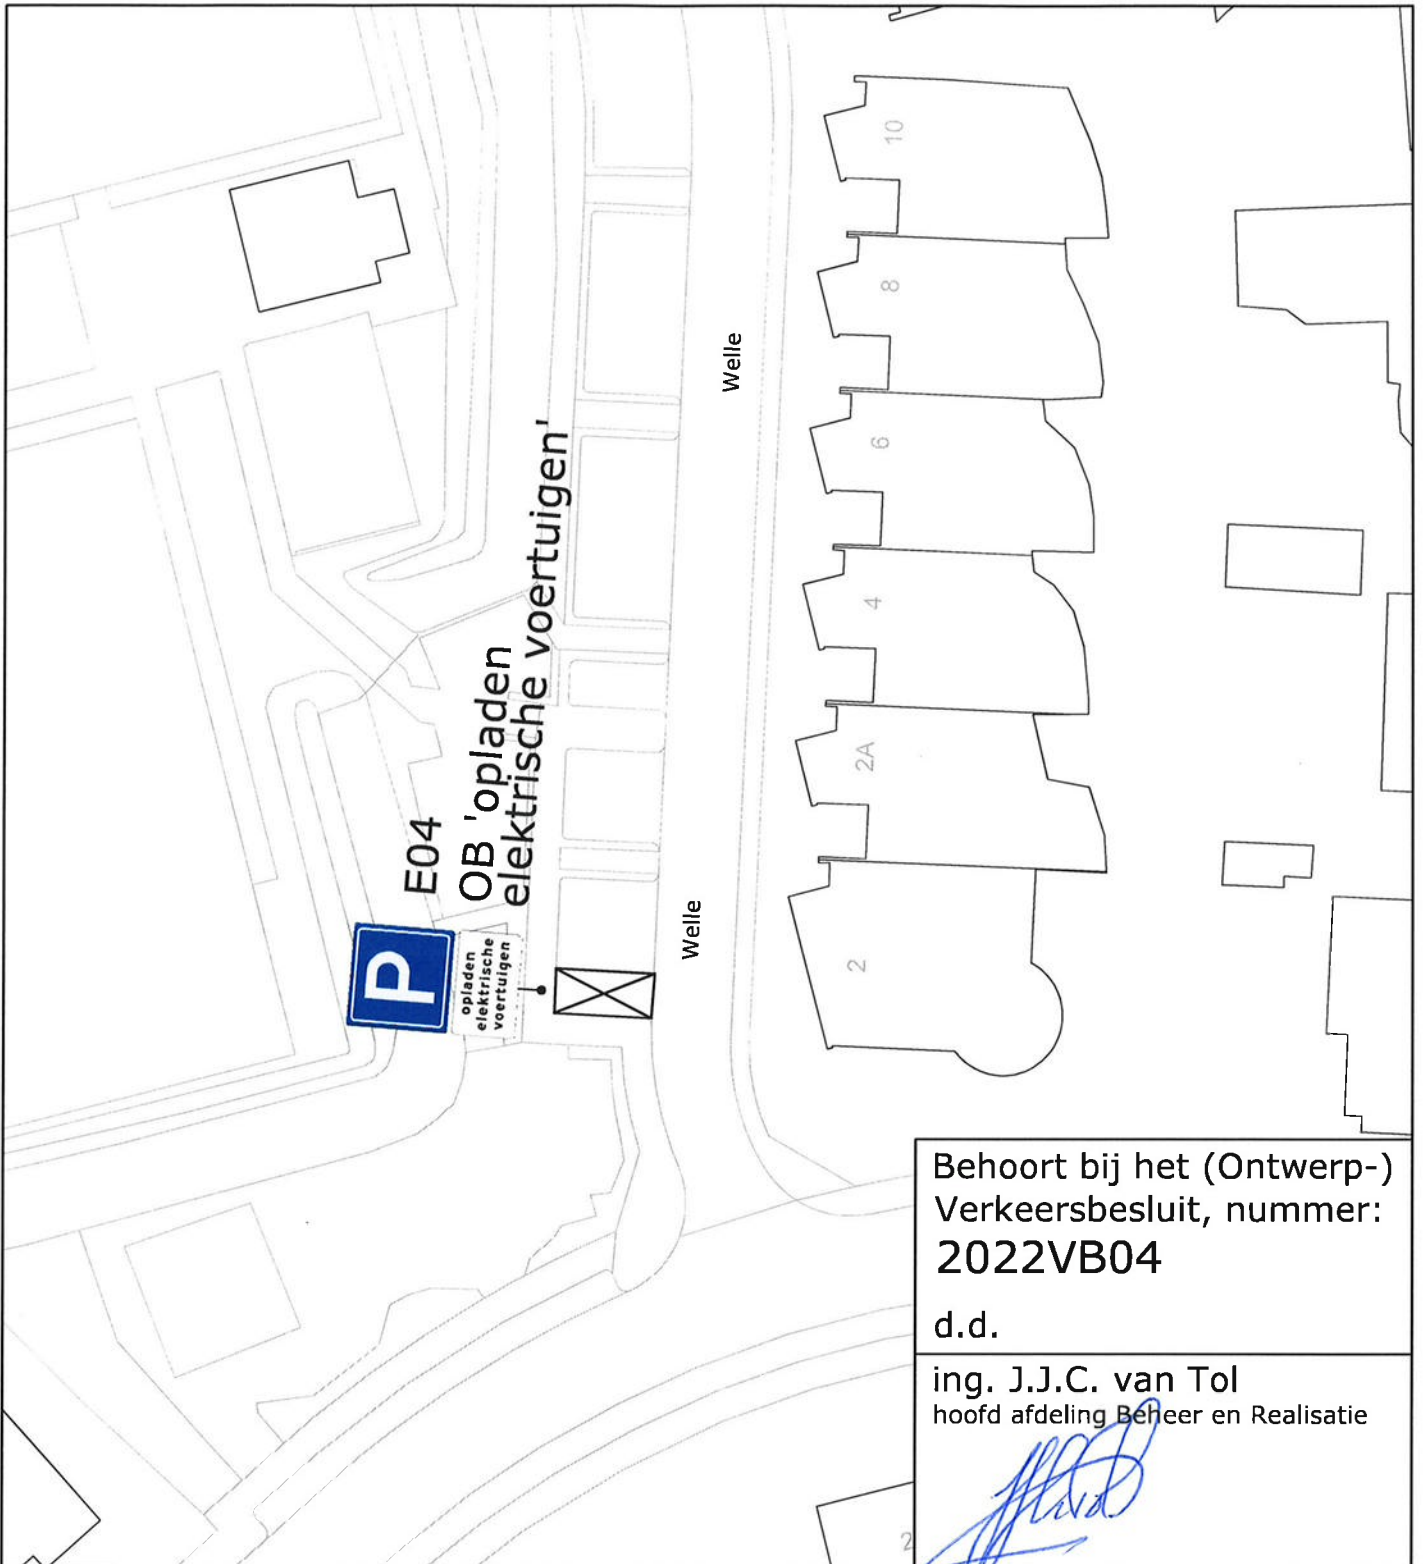 10
8
6
4
2A
2
Welle
Welle
E04
OB 'opladen
elektrische voertuigen'
P
opladen
elektrische
voertuigen
Behoort bij het (Ontwerp-)
Verkeersbesluit, nummer:
2022VB04
d.d.
ing. J.J.C. van Tol
hoofd afdeling Beheer en Realisatie
2